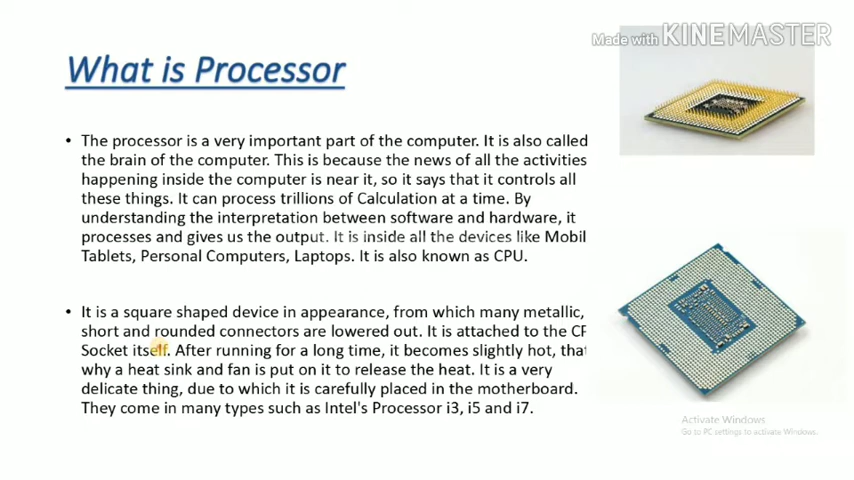 Made with KINEMASTER
What is Processor
• The processor is a very important part of the computer. It is also called
the brain of the computer. This is because the news of all the activities
happening inside the computer is near it, so it says that it controls all
these things. It can process trillions of Calculation at a time. By
understanding the interpretation between software and hardware, it
processes and gives us the output. It is inside all the devices like Mobil
Tablets, Personal Computers, Laptops. It is also known as CPU.
• It is a square shaped device in appearance, from which many metallic,
short and rounded connectors are lowered out. It is attached to the CP
Socket itself. After running for a long time, it becomes slightly hot, that
why a heat sink and fan is put on it to release the heat. It is a very
delicate thing, due to which it is carefully placed in the motherboard.
They come in many types such as Intel's Processor i3, i5 and i7.
Activate Windows
Go to PC settings to activate Windows.